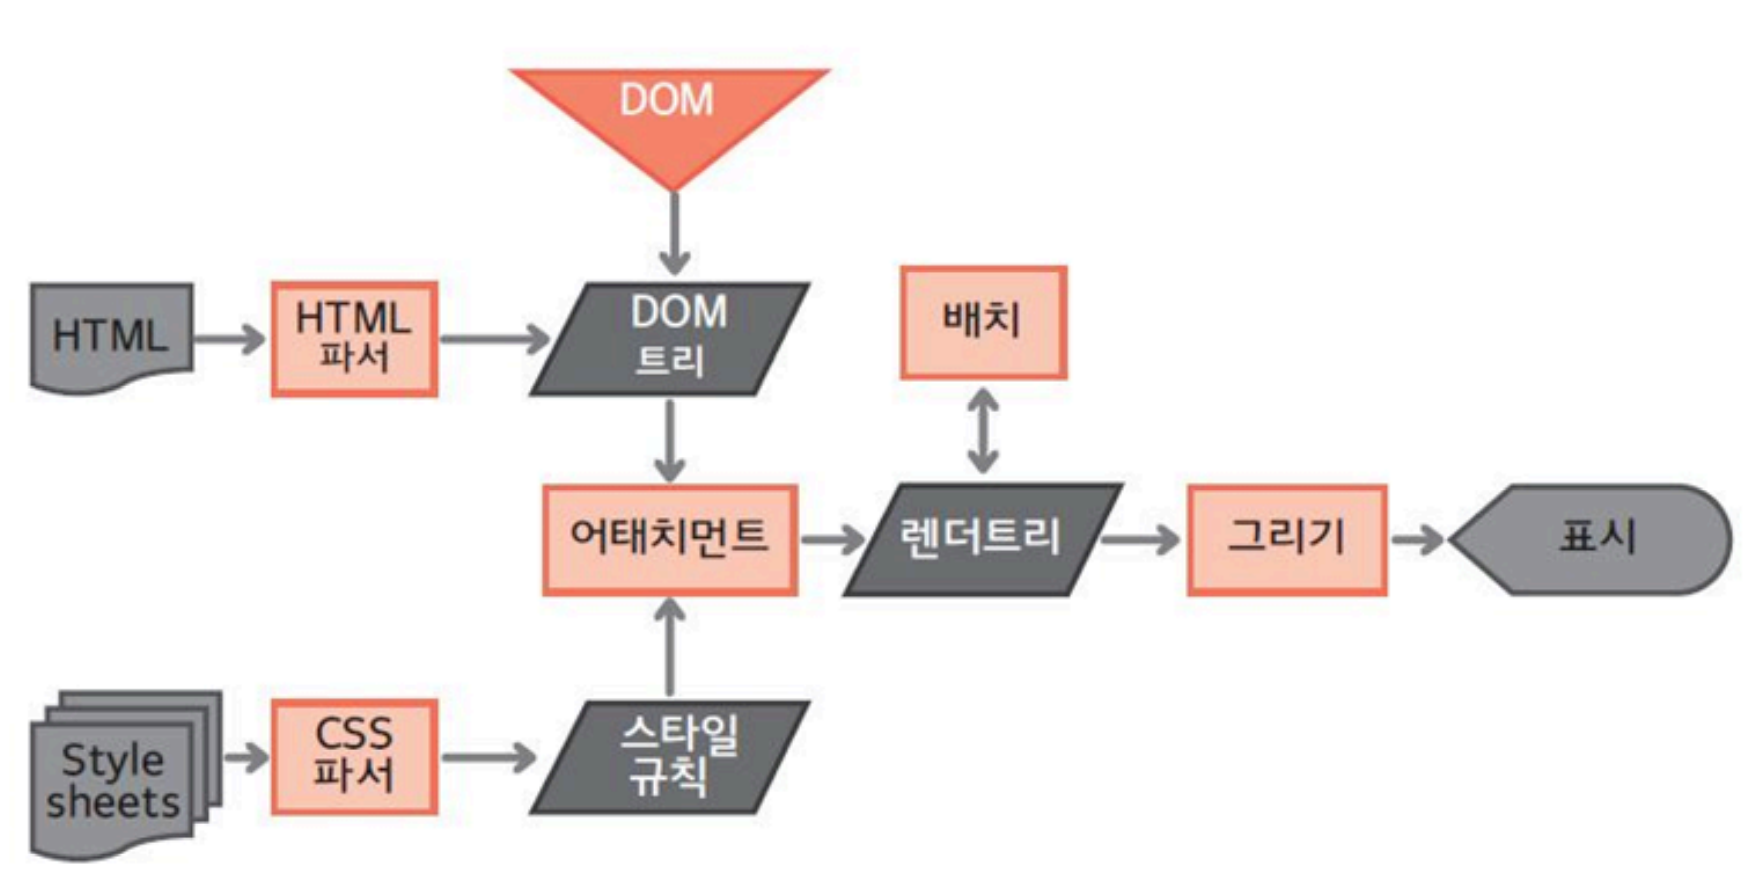 DOM
HTML
HTML
파서
DOM
트리
배치
어태치먼트
렌더트리
그리기
표시
Style
sheets
CSS
파서
스타일
규칙